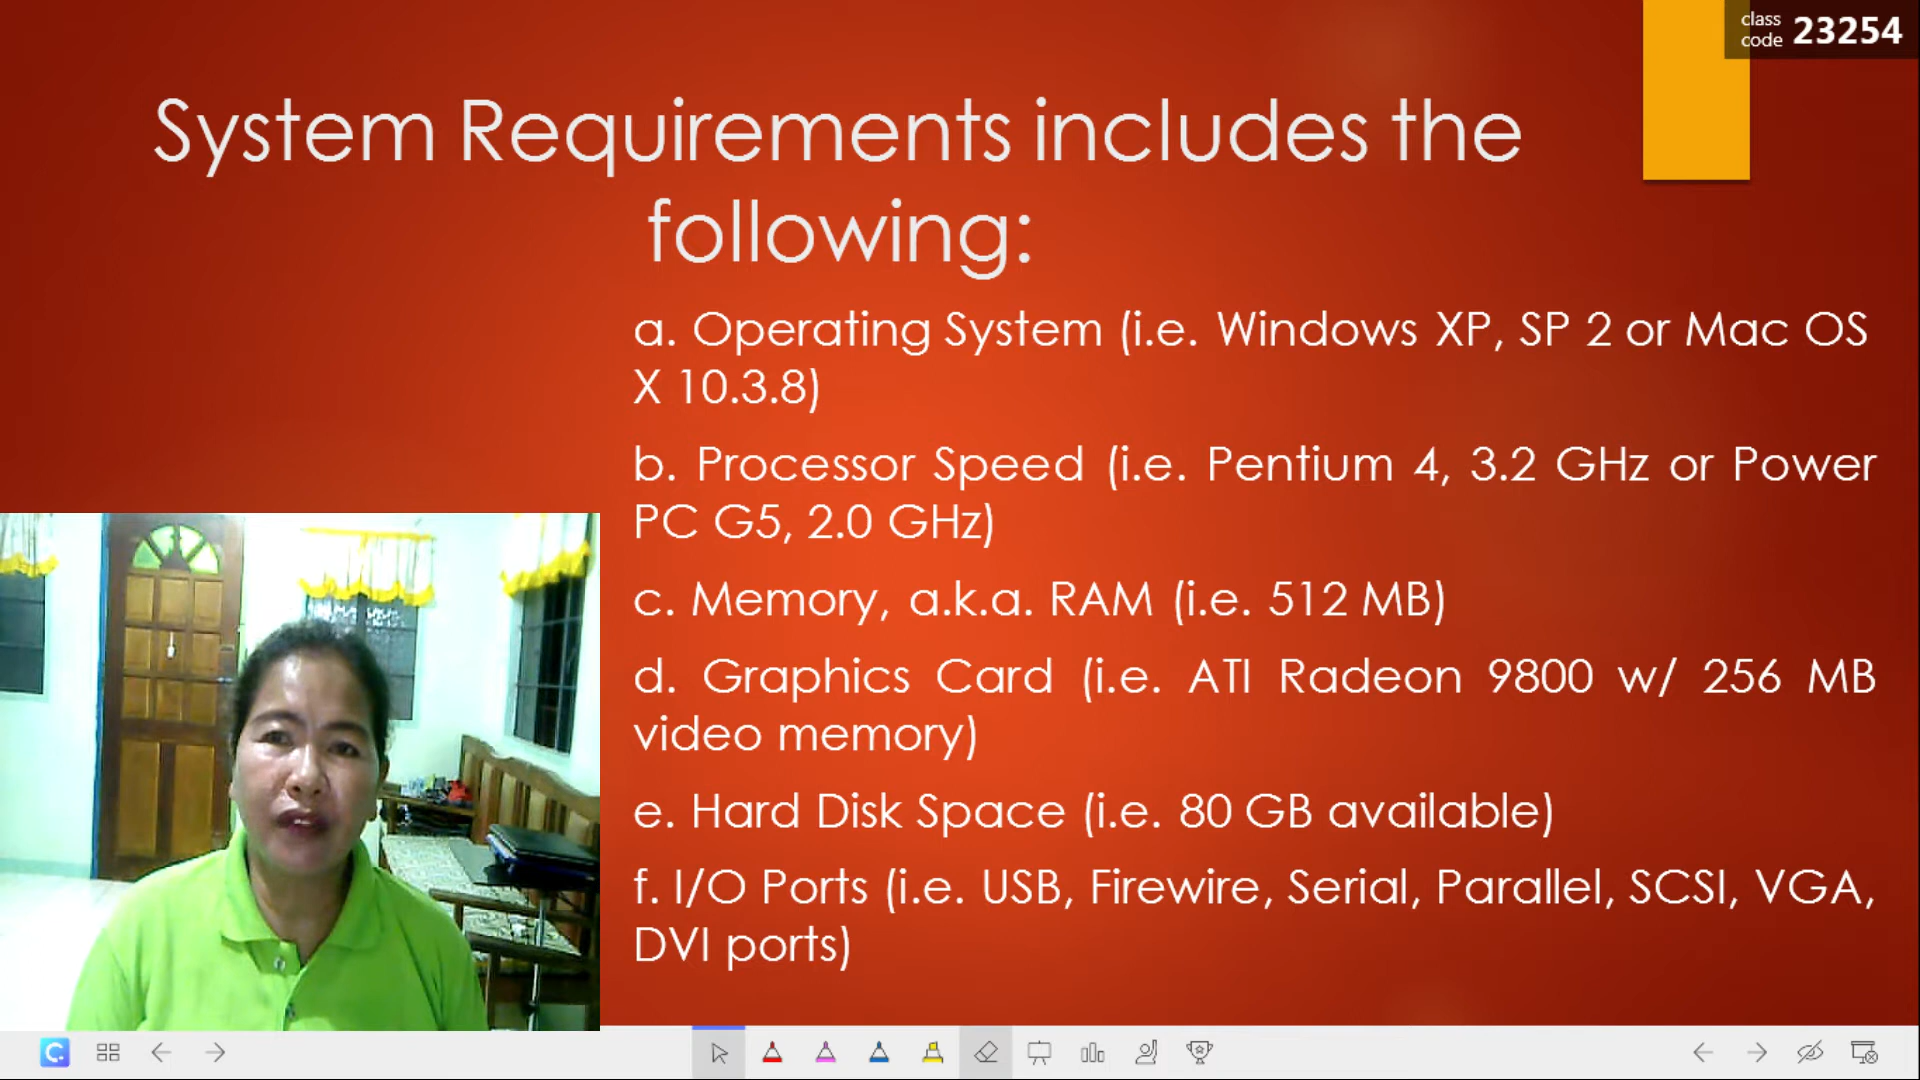 class
code 23254
System Requirements includes the
following:
a. Operating System (i.e. Windows XP, SP 2 or Mac OS
X 10.3.8)
b. Processor Speed (i.e. Pentium 4, 3.2 GHz or Power
PC G5, 2.0 GHz)
c. Memory, a.k.a. RAM (i.e. 512 MB)
d. Graphics Card (i.e. ATI Radeon 9800 w/ 256 MB
video memory)
e. Hard Disk Space (i.e. 80 GB available)
f. I/O Ports (i.e. USB, Firewire, Serial, Parallel, SCSI, VGA,
DVI ports)